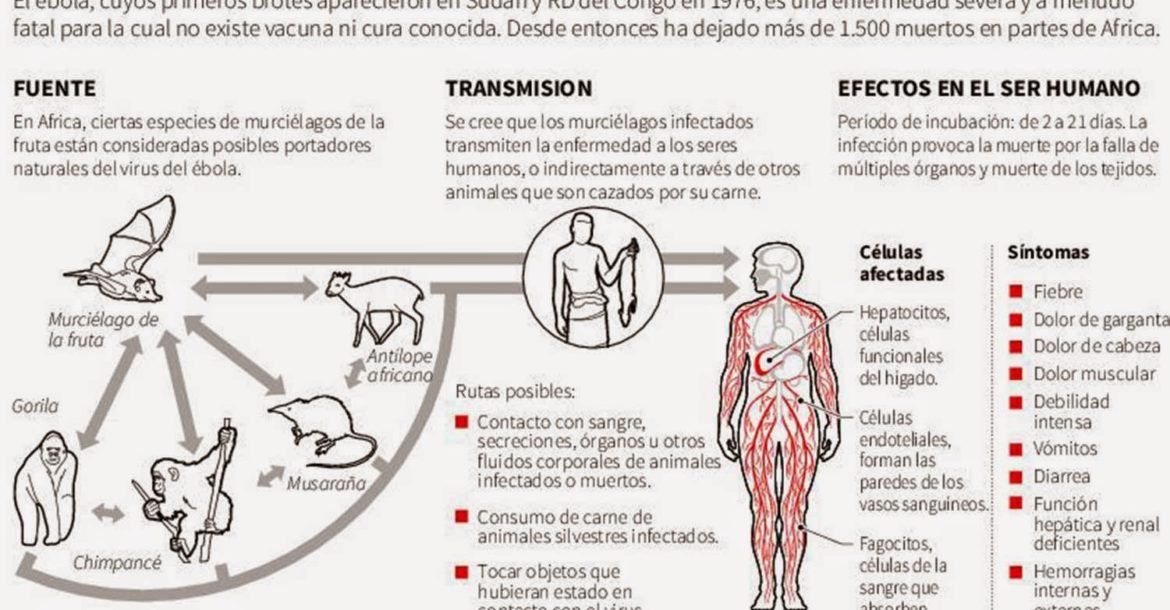 El ébola, cuyos primeros brotes aparecieron en Sudán y RD del Congo en 1976, es una enfermedad severa y a menudo
fatal para la cual no existe vacuna ni cura conocida. Desde entonces ha dejado más de 1.500 muertos en partes de Africa.
FUENTE
En Africa, ciertas especies de murciélagos de la
fruta están consideradas posibles portadores
naturales del virus del ébola.
Murciélago de
la fruta
Antílope
africano
Gorila
Musaraña
Chimpancé
TRANSMISION
Se cree que los murciélagos infectados
transmiten la enfermedad a los seres
humanos, o indirectamente a través de otros
animales que son cazados por su carne.
Rutas posibles:
Contacto con sangre,
secreciones, órganos u otros
fluidos corporales de animales
infectados o muertos.
Consumo de carne de
animales silvestres infectados.
Tocar objetos que
hubieran estado en
contacto con el virus
EFECTOS EN EL SER HUMANO
Período de incubación: de 2 a 21 días. La
infección provoca la muerte por la falla de
múltiples órganos y muerte de los tejidos.
Células
afectadas
Hepatocitos,
células
funcionales
del higado.
Células
endoteliales,
forman las
paredes de los
vasos sanguíneos.
Fagocitos,
células de la
sangre que
absorben
Síntomas
Fiebre
Dolor de garganta
Dolor de cabeza
Dolor muscular
Debilidad
intensa
Vómitos
Diarrea
Función
hepática y renal
deficientes
Hemorragias
internas y
externas